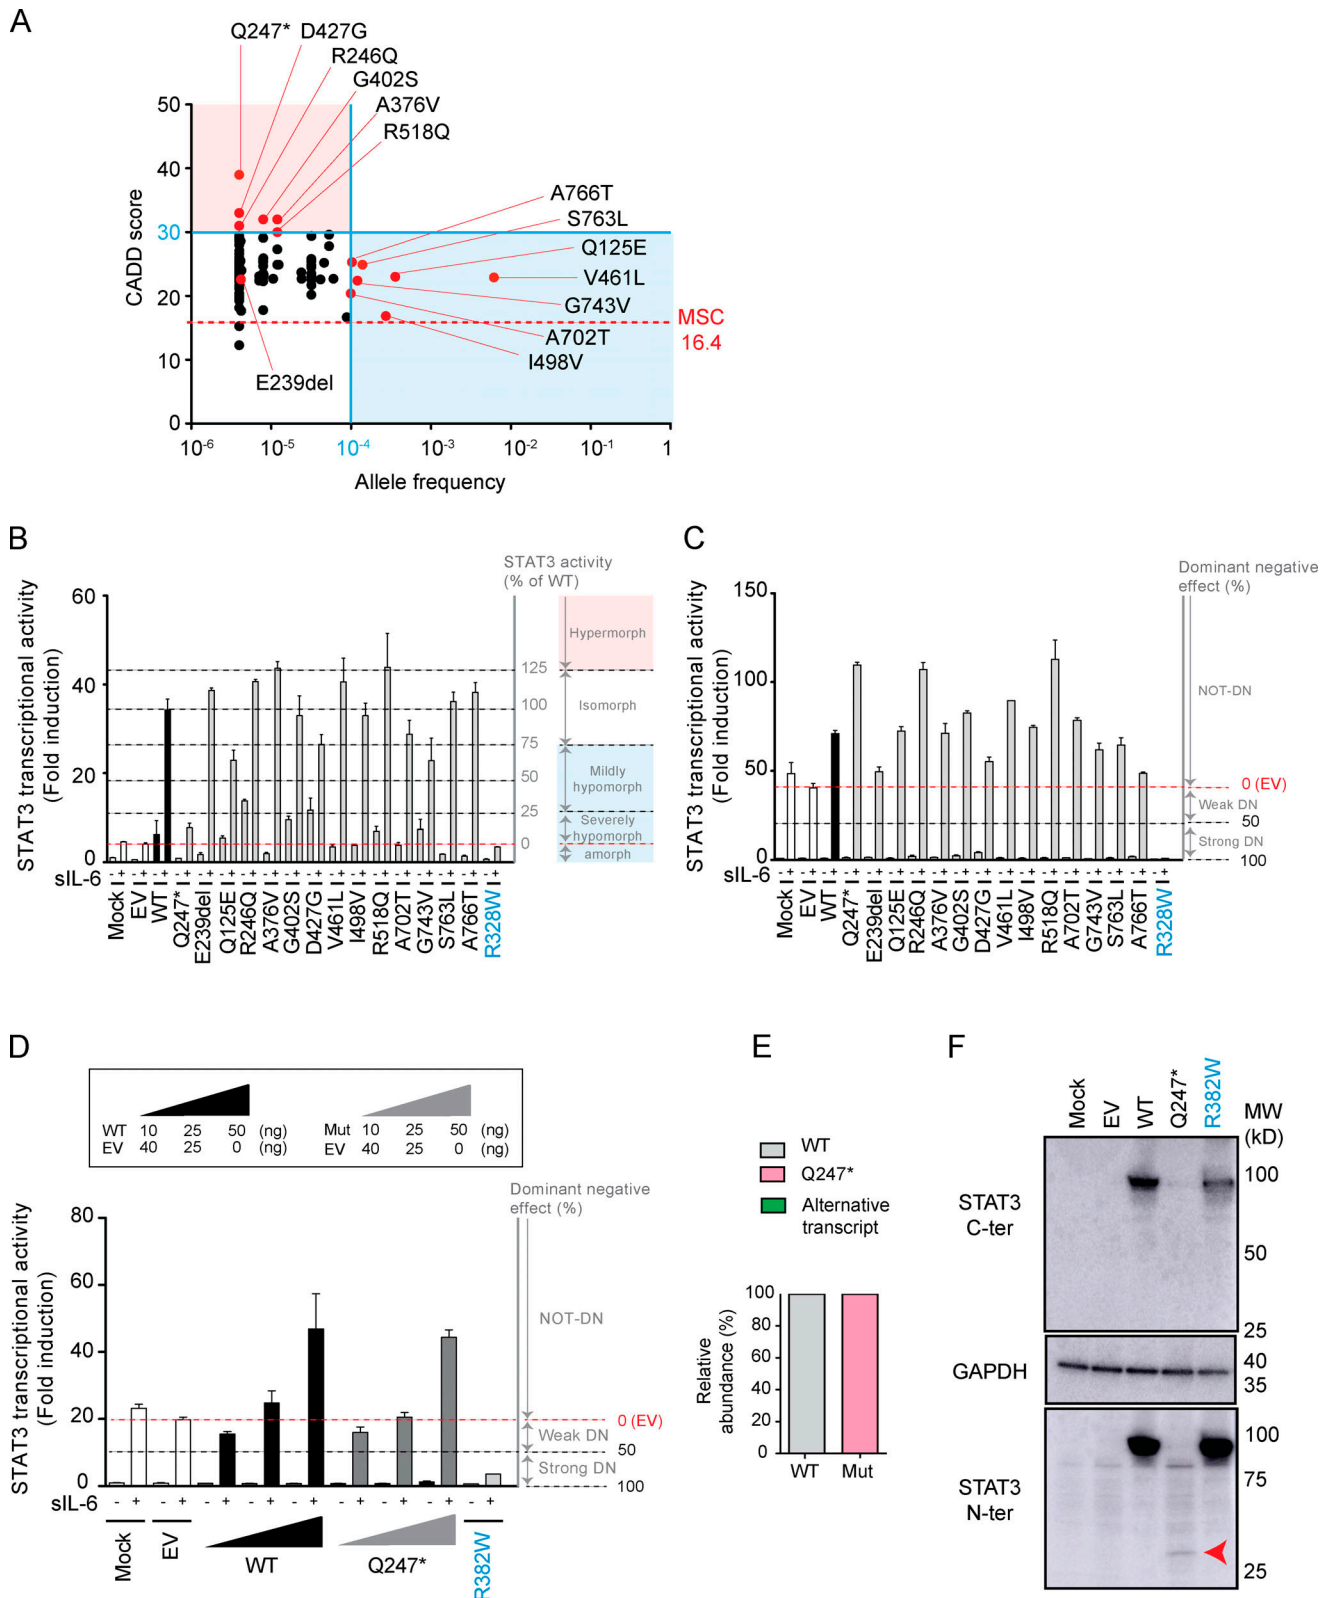 A
Q247* D427G
R246Q
G402S
A376V
R518Q
A766T
S763L
Q125E
V461L
G743V
A702T
I498V
E239del
MSC
16.4
CADD score
50
40
30
20
10
0
10-6 10-5 10-4 10-3 10-2 10-1 1
Allele frequency
B
STAT3 transcriptional activity
(Fold induction)
60
40
20
0
STAT3 activity
(% of WT)
125
100
75
50
25
0
Hypermorph
Isomorph
Mildly
hypomorph
Severely
hypomorph
amorph
sIL-6 - + - + - + - + - + - + - + - + - + - + - + - + - + - + - + - + - + - +
Mock
EV
WT
Q247*
E239del
Q125E
R246Q
A376V
G402S
D427G
V461L
I498V
R518Q
A702T
G743V
S763L
A766T
R328W
C
STAT3 transcriptional activity
(Fold induction)
150
100
50
0
Dominant negative
effect (%)
NOT-DN
0 (EV)
Weak DN
50
Strong DN
100
sIL-6 - + - + - + - + - + - + - + - + - + - + - + - + - + - + - + - + - + - +
Mock
EV
WT
Q247*
E239del
Q125E
R246Q
A376V
G402S
D427G
V461L
I498V
R518Q
A702T
G743V
S763L
A766T
R328W
D
WT 10 25 50 (ng)
EV 40 25 0 (ng)
Mut 10 25 50 (ng)
EV 40 25 0 (ng)
STAT3 transcriptional activity
(Fold induction)
80
60
40
20
0
Dominant negative
effect (%)
NOT-DN
0 (EV)
Weak DN
50
Strong DN
100
sIL-6 - + - + - + - + - + - + - + - + - +
Mock
EV
WT
Q247*
R382W
E
WT
Q247*
Alternative
transcript
Relative
abundance (%)
100
80
60
40
20
0
WT Mut
F
Mock
EV
WT
Q247*
R382W
MW
(kD)
STAT3
C-ter
100
50
25
GAPDH
40
35
STAT3
N-ter
100
75
25